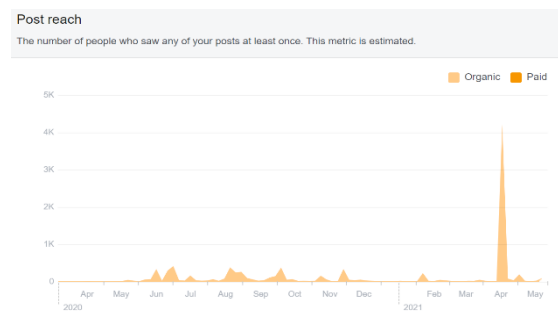 Post reach
The number of people who saw any of your posts at least once. This metric is estimated.
Organic Paid
5K
4K
3K
2K
1K
0
Apr May Jun Jul Aug Sep Oct Nov Dec Feb Mar Apr May
2020 2021